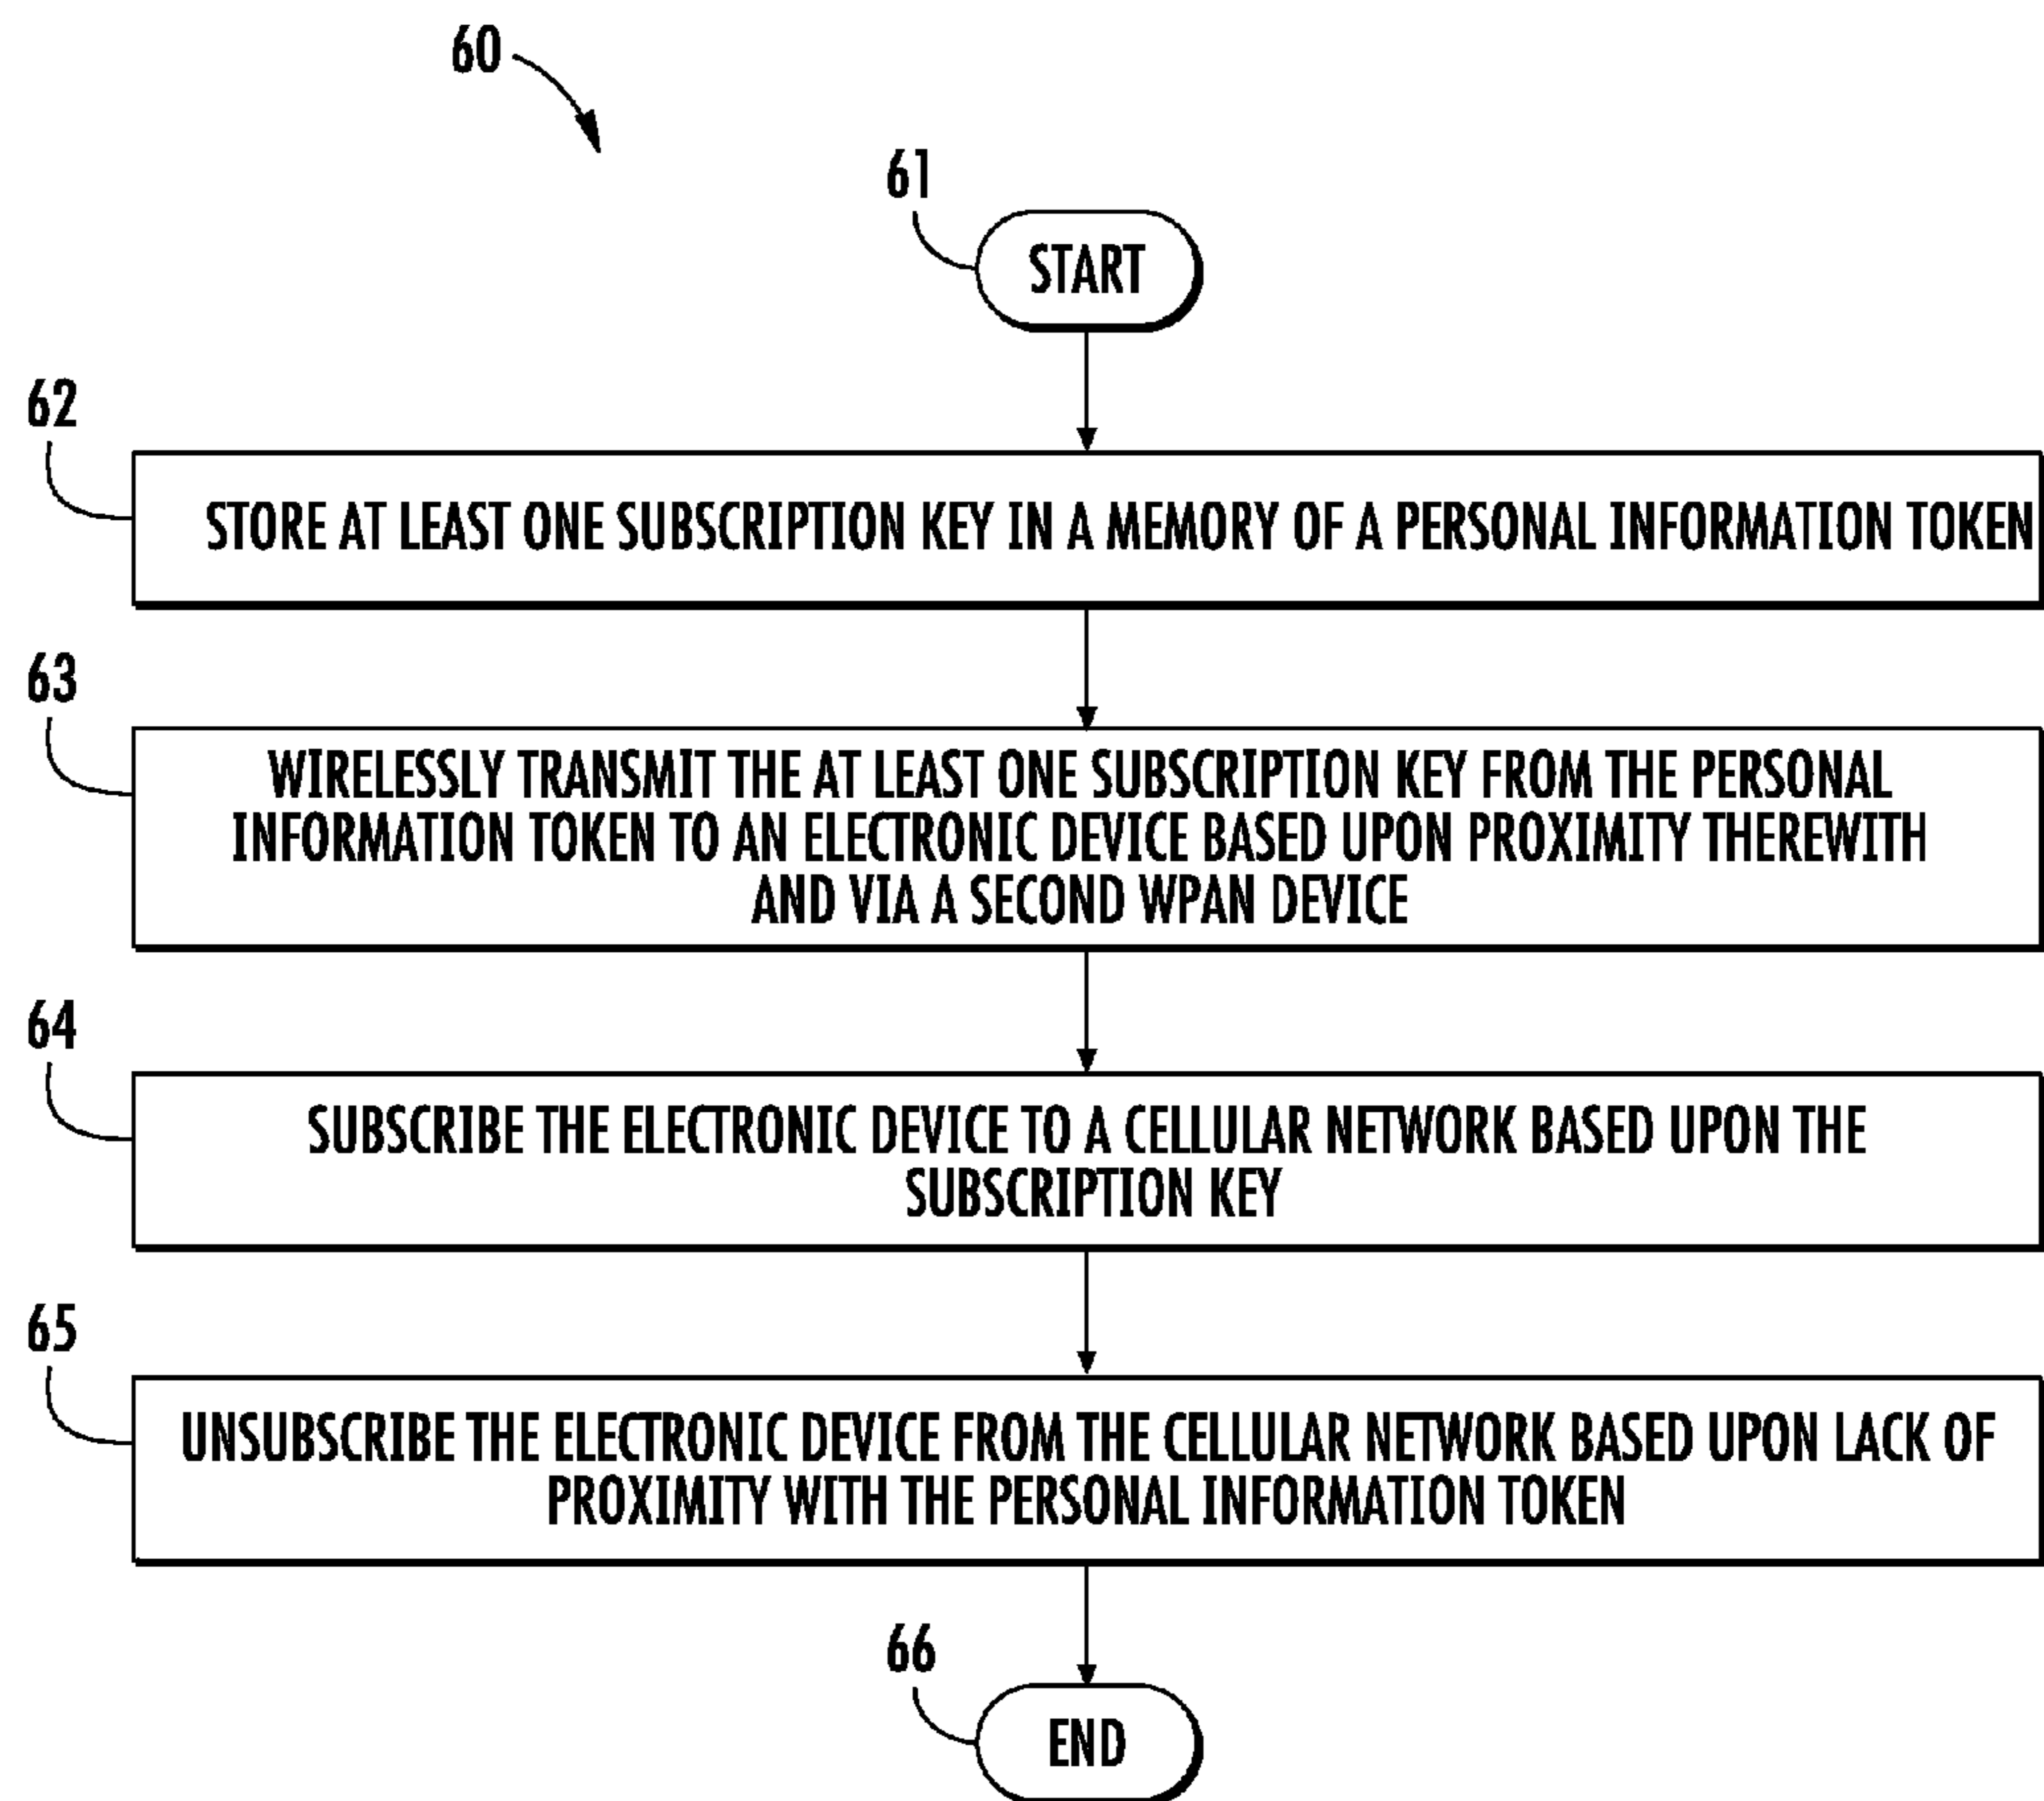 60
61
START
62
STORE AT LEAST ONE SUBSCRIPTION KEY IN A MEMORY OF A PERSONAL INFORMATION TOKEN
63
WIRELESSLY TRANSMIT THE AT LEAST ONE SUBSCRIPTION KEY FROM THE PERSONAL
INFORMATION TOKEN TO AN ELECTRONIC DEVICE BASED UPON PROXIMITY THEREWITH
AND VIA A SECOND WPAN DEVICE
64
SUBSCRIBE THE ELECTRONIC DEVICE TO A CELLULAR NETWORK BASED UPON THE
SUBSCRIPTION KEY
65
UNSUBSCRIBE THE ELECTRONIC DEVICE FROM THE CELLULAR NETWORK BASED UPON LACK OF
PROXIMITY WITH THE PERSONAL INFORMATION TOKEN
66
END